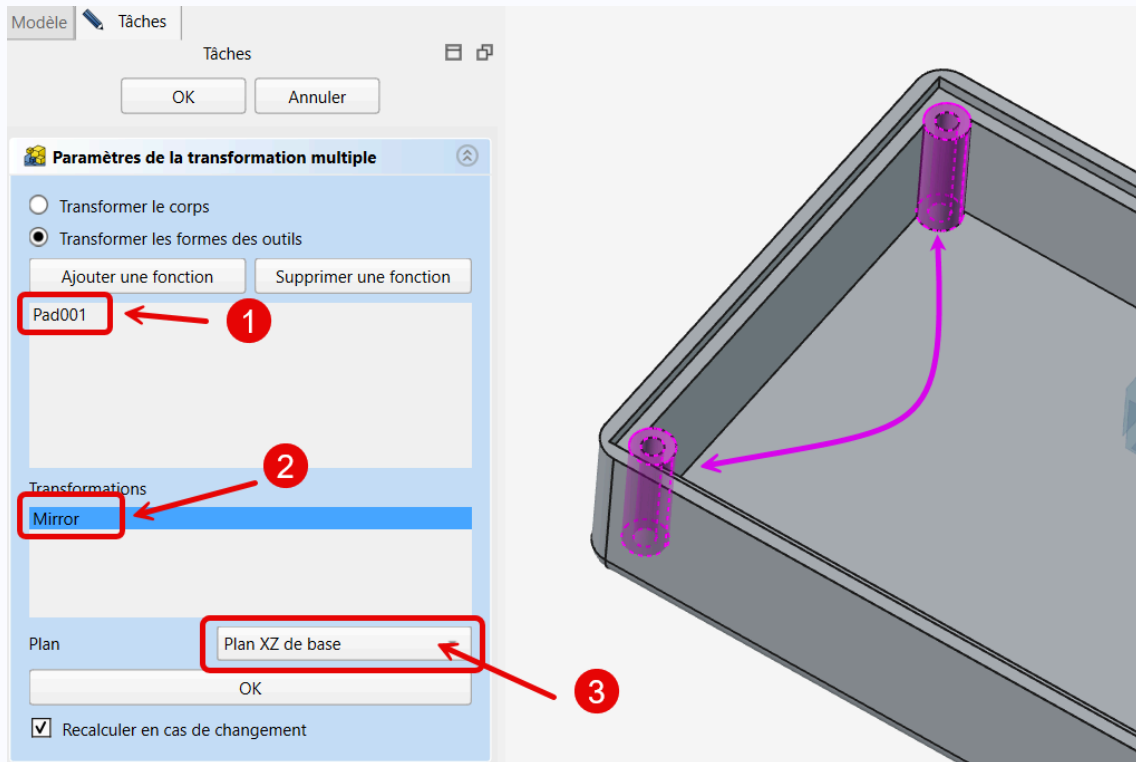 Modèle
Tâches
Tâches
OK
Annuler
Paramètres de la transformation multiple
Transformer le corps
Transformer les formes des outils
Ajouter une fonction
Supprimer une fonction
Pad001
1
2
Transformations
Mirror
Plan
Plan XZ de base
OK
3
Recalculer en cas de changement